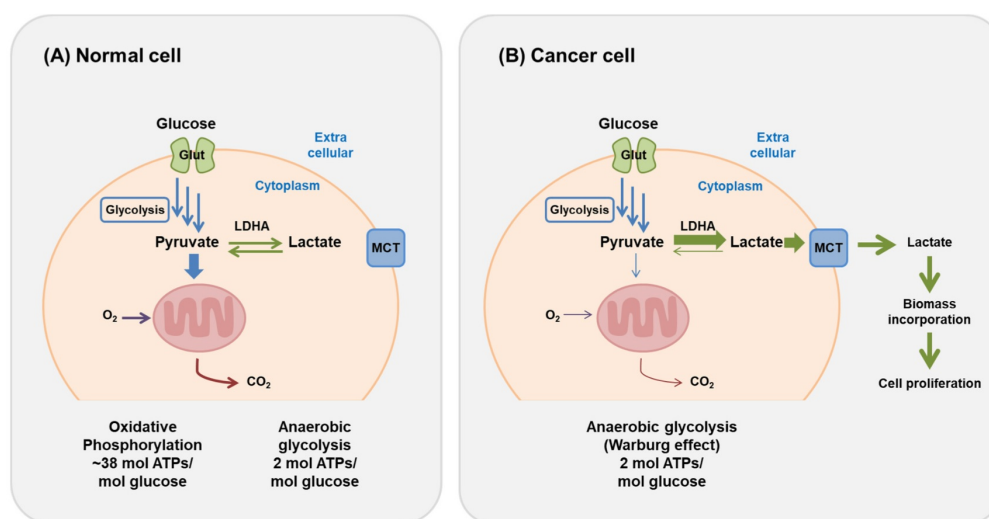 (A) Normal cell
Glucose
Glut
Extra
cellular
Cytoplasm
Glycolysis
LDHA
Pyruvate
Lactate
MCT
O₂
CO₂
Oxidative
Phosphorylation
~38 mol ATPs/
mol glucose
Anaerobic
glycolysis
2 mol ATPs/
mol glucose
(B) Cancer cell
Glucose
Glut
Extra
cellular
Cytoplasm
Glycolysis
LDHA
Pyruvate
Lactate
MCT
Lactate
O₂
Biomass
incorporation
CO₂
Cell proliferation
Anaerobic glycolysis
(Warburg effect)
2 mol ATPs/
mol glucose